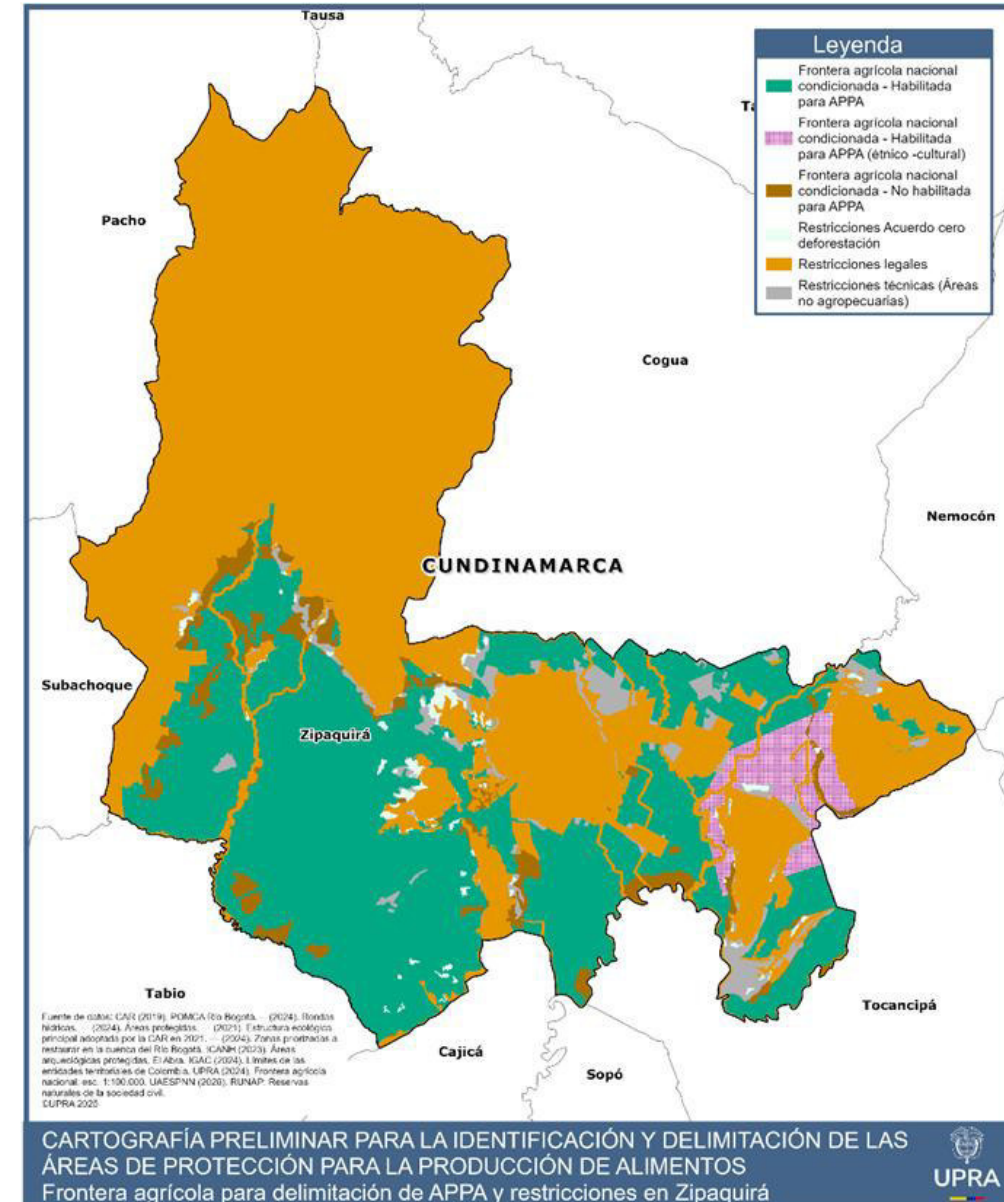 Tausa
Leyenda
Frontera agrícola nacional
condicionada - Habilitada
para APPA
Frontera agrícola nacional
condicionada - Habilitada
para APPA (étnico -cultural)
Frontera agrícola nacional
condicionada - No habilitada
para APPA
Restricciones Acuerdo cero
deforestación
Restricciones legales
Restricciones técnicas (Áreas
no agropecuarias)
Ta
Pacho
Cogua
Nemocón
CUNDINAMARCA
Subachoque
Zipaquirá
Tabio
Tocancipá
Cajicá
Sopó
Fuente de datos: CAR (2019). POMCA Río Bogotá. -- (2024). Rondas
hídricas. -- (2024). Áreas protegidas. -- (2021). Estructura ecológica
principal adoptada por la CAR en 2021. -- (2024). Zonas priorizadas a
restaurar en la cuenca del Río Bogotá. ICANH (2023). Áreas
arqueológicas protegidas, El Abra. IGAC (2024). Límites de las
entidades territoriales de Colombia. UPRA (2024). Frontera agrícola
nacional, esc. 1:100.000. UAESPNN RUNAP: Reservas
naturales de la sociedad civil.
©UPRA
CARTOGRAFÍA PRELIMINAR PARA LA IDENTIFICACIÓN Y DELIMITACIÓN DE LAS
ÁREAS DE PROTECCIÓN PARA LA PRODUCCIÓN DE ALIMENTOS
Frontera agrícola para delimitación de APPA y restricciones en Zipaquirá
UPRA